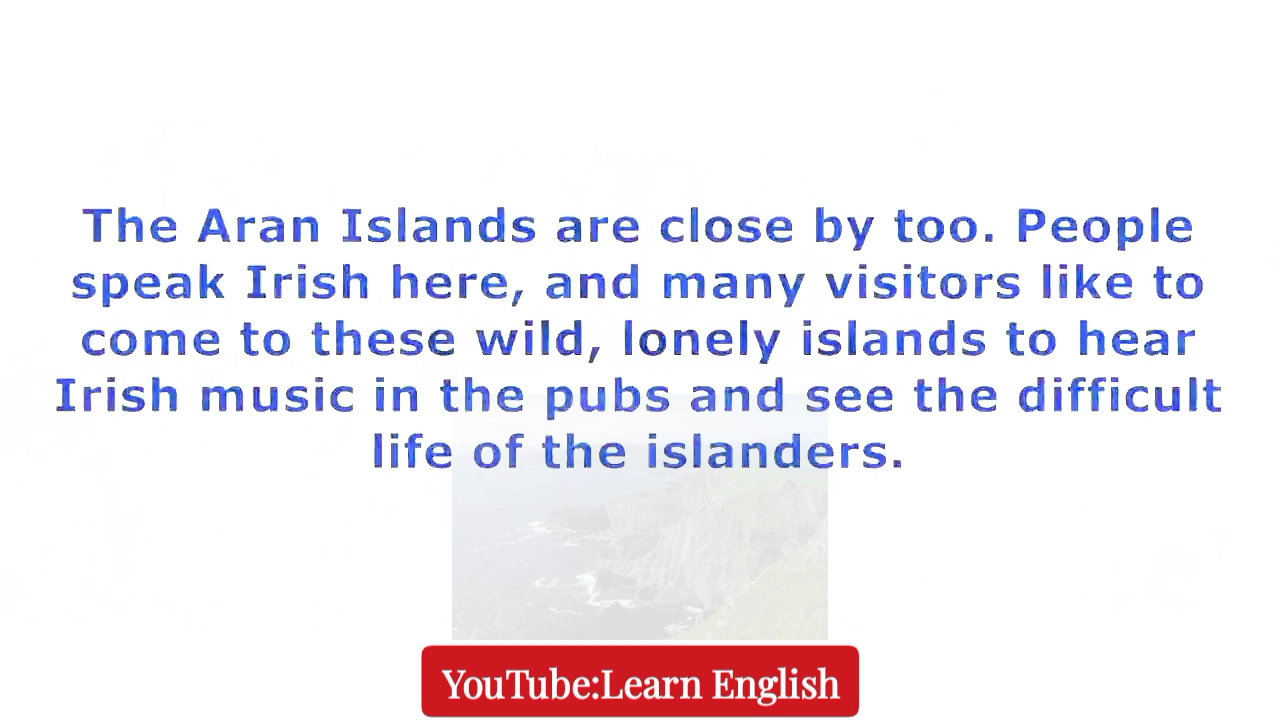 The Aran Islands are close by too. People
speak Irish here, and many visitors like to
come to these wild, lonely islands to hear
Irish music in the pubs and see the difficult
life of the islanders.
YouTube:Learn English